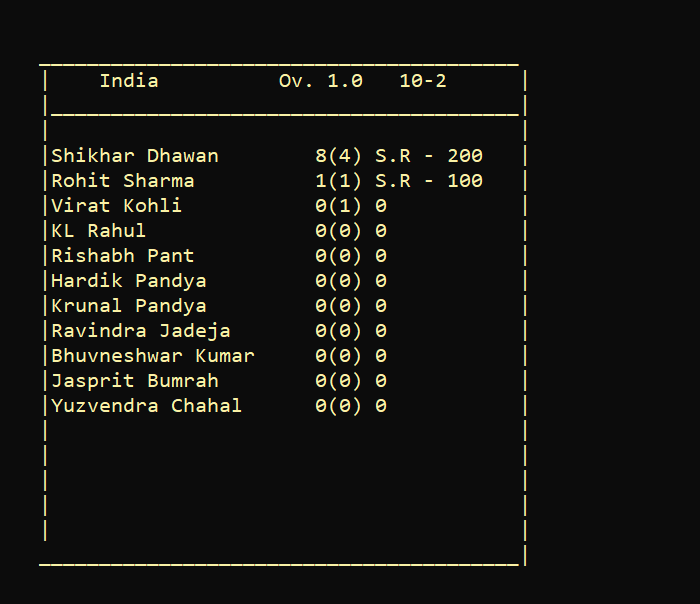 India Ov. 1.0 10-2
Shikhar Dhawan 8(4) S.R - 200
Rohit Sharma 1(1) S.R - 100
Virat Kohli 0(1) 0
KL Rahul 0(0) 0
Rishabh Pant 0(0) 0
Hardik Pandya 0(0) 0
Krunal Pandya 0(0) 0
Ravindra Jadeja 0(0) 0
Bhuvneshwar Kumar 0(0) 0
Jasprit Bumrah 0(0) 0
Yuzvendra Chahal 0(0) 0